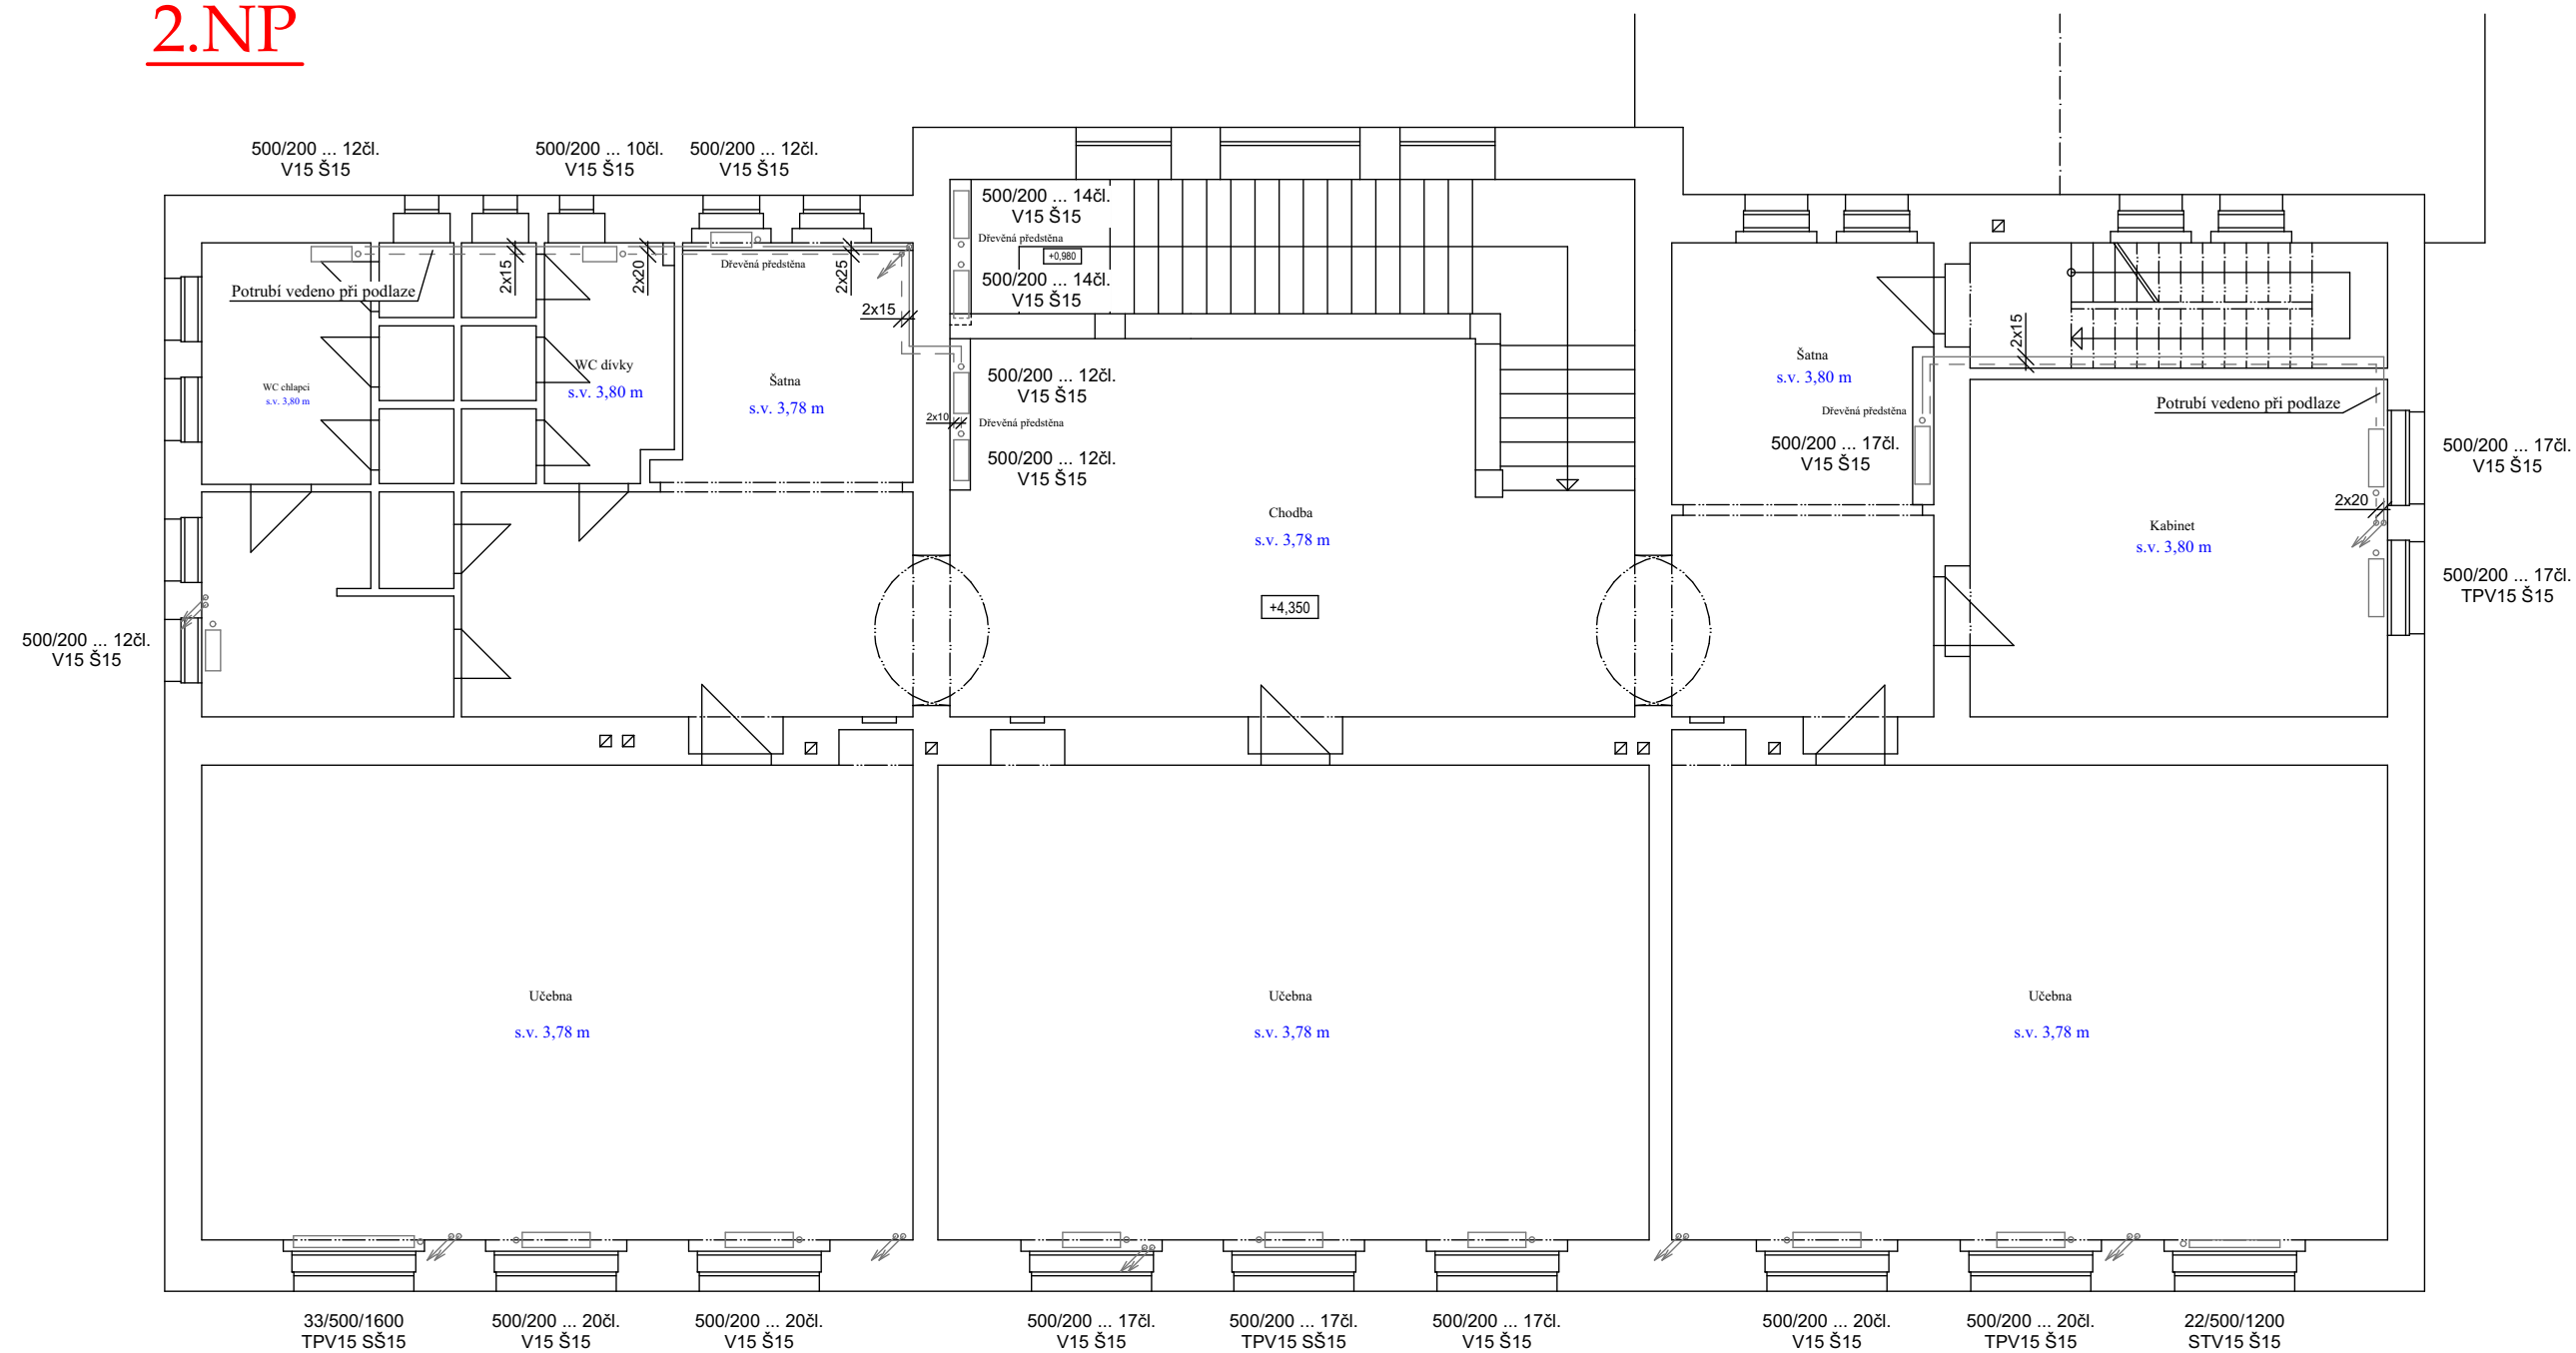 2.NP
500/200 ... 12čl.
V15 Š15
500/200 ... 10čl.
V15 Š15
500/200 ... 12čl.
V15 Š15
500/200 ... 14čl.
V15 Š15
Dřevěná předstěna
+0,980
500/200 ... 14čl.
V15 Š15
Potrubí vedeno při podlaze
2x15
2x20
2x25
Dřevěná předstěna
2x15
WC chlapci
s.v. 3,80 m
WC dívky
s.v. 3,80 m
Šatna
s.v. 3,78 m
500/200 ... 12čl.
V15 Š15
2x10
Dřevěná předstěna
500/200 ... 12čl.
V15 Š15
Chodba
s.v. 3,78 m
+4,350
Šatna
s.v. 3,80 m
Dřevěná předstěna
500/200 ... 17čl.
V15 Š15
2x15
Potrubí vedeno při podlaze
2x20
Kabinet
s.v. 3,80 m
500/200 ... 17čl.
V15 Š15
500/200 ... 17čl.
TPV15 Š15
500/200 ... 12čl.
V15 Š15
Učebna
s.v. 3,78 m
Učebna
s.v. 3,78 m
Učebna
s.v. 3,78 m
33/500/1600
TPV15 SŠ15
500/200 ... 20čl.
V15 Š15
500/200 ... 20čl.
V15 Š15
500/200 ... 17čl.
V15 Š15
500/200 ... 17čl.
TPV15 SŠ15
500/200 ... 17čl.
V15 Š15
500/200 ... 20čl.
V15 Š15
500/200 ... 20čl.
TPV15 Š15
22/500/1200
STV15 Š15